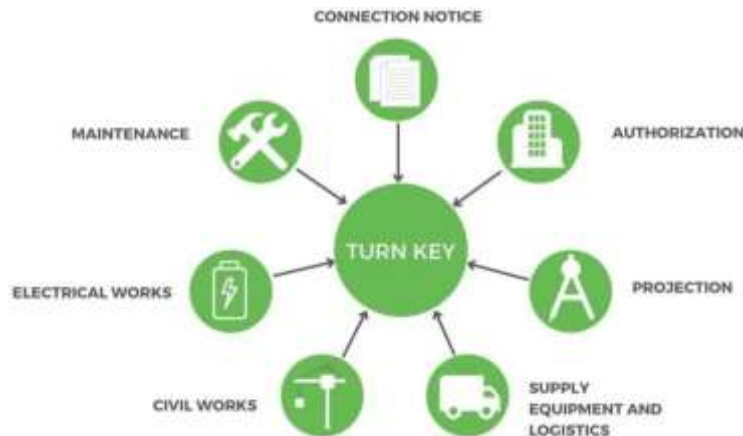 CONNECTION NOTICE
MAINTENANCE
AUTHORIZATION
TURN KEY
ELECTRICAL WORKS
PROJECTION
CIVIL WORKS
SUPPLY
EQUIPMENT AND
LOGISTICS